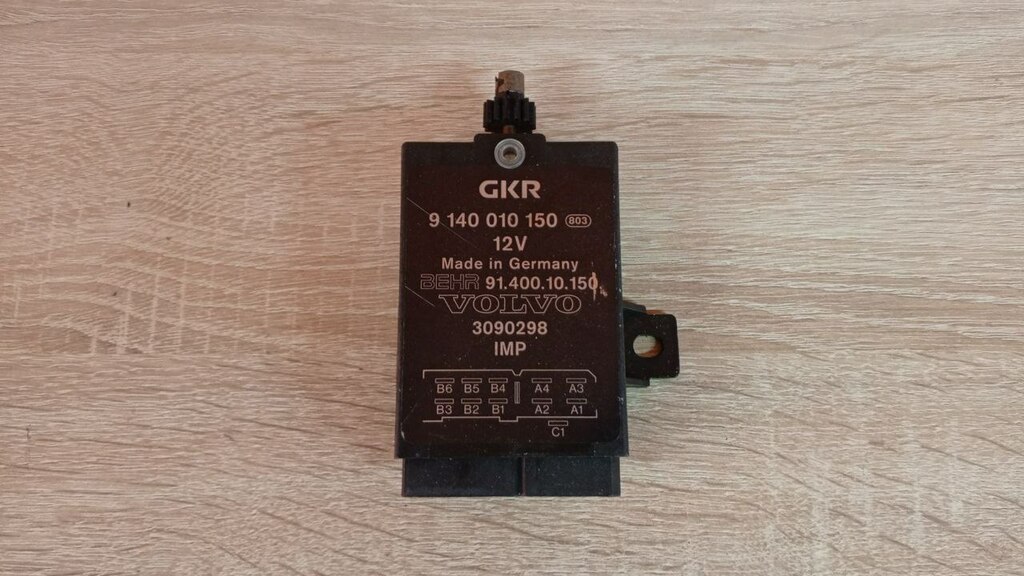 GKR
9 140 010 150 803
12V
Made in Germany
BEHR 91.400.10.150
VOLVO
3090298
IMP
B6 B5 B4 A4 A3
B3 B2 B1 A2 A1
C1